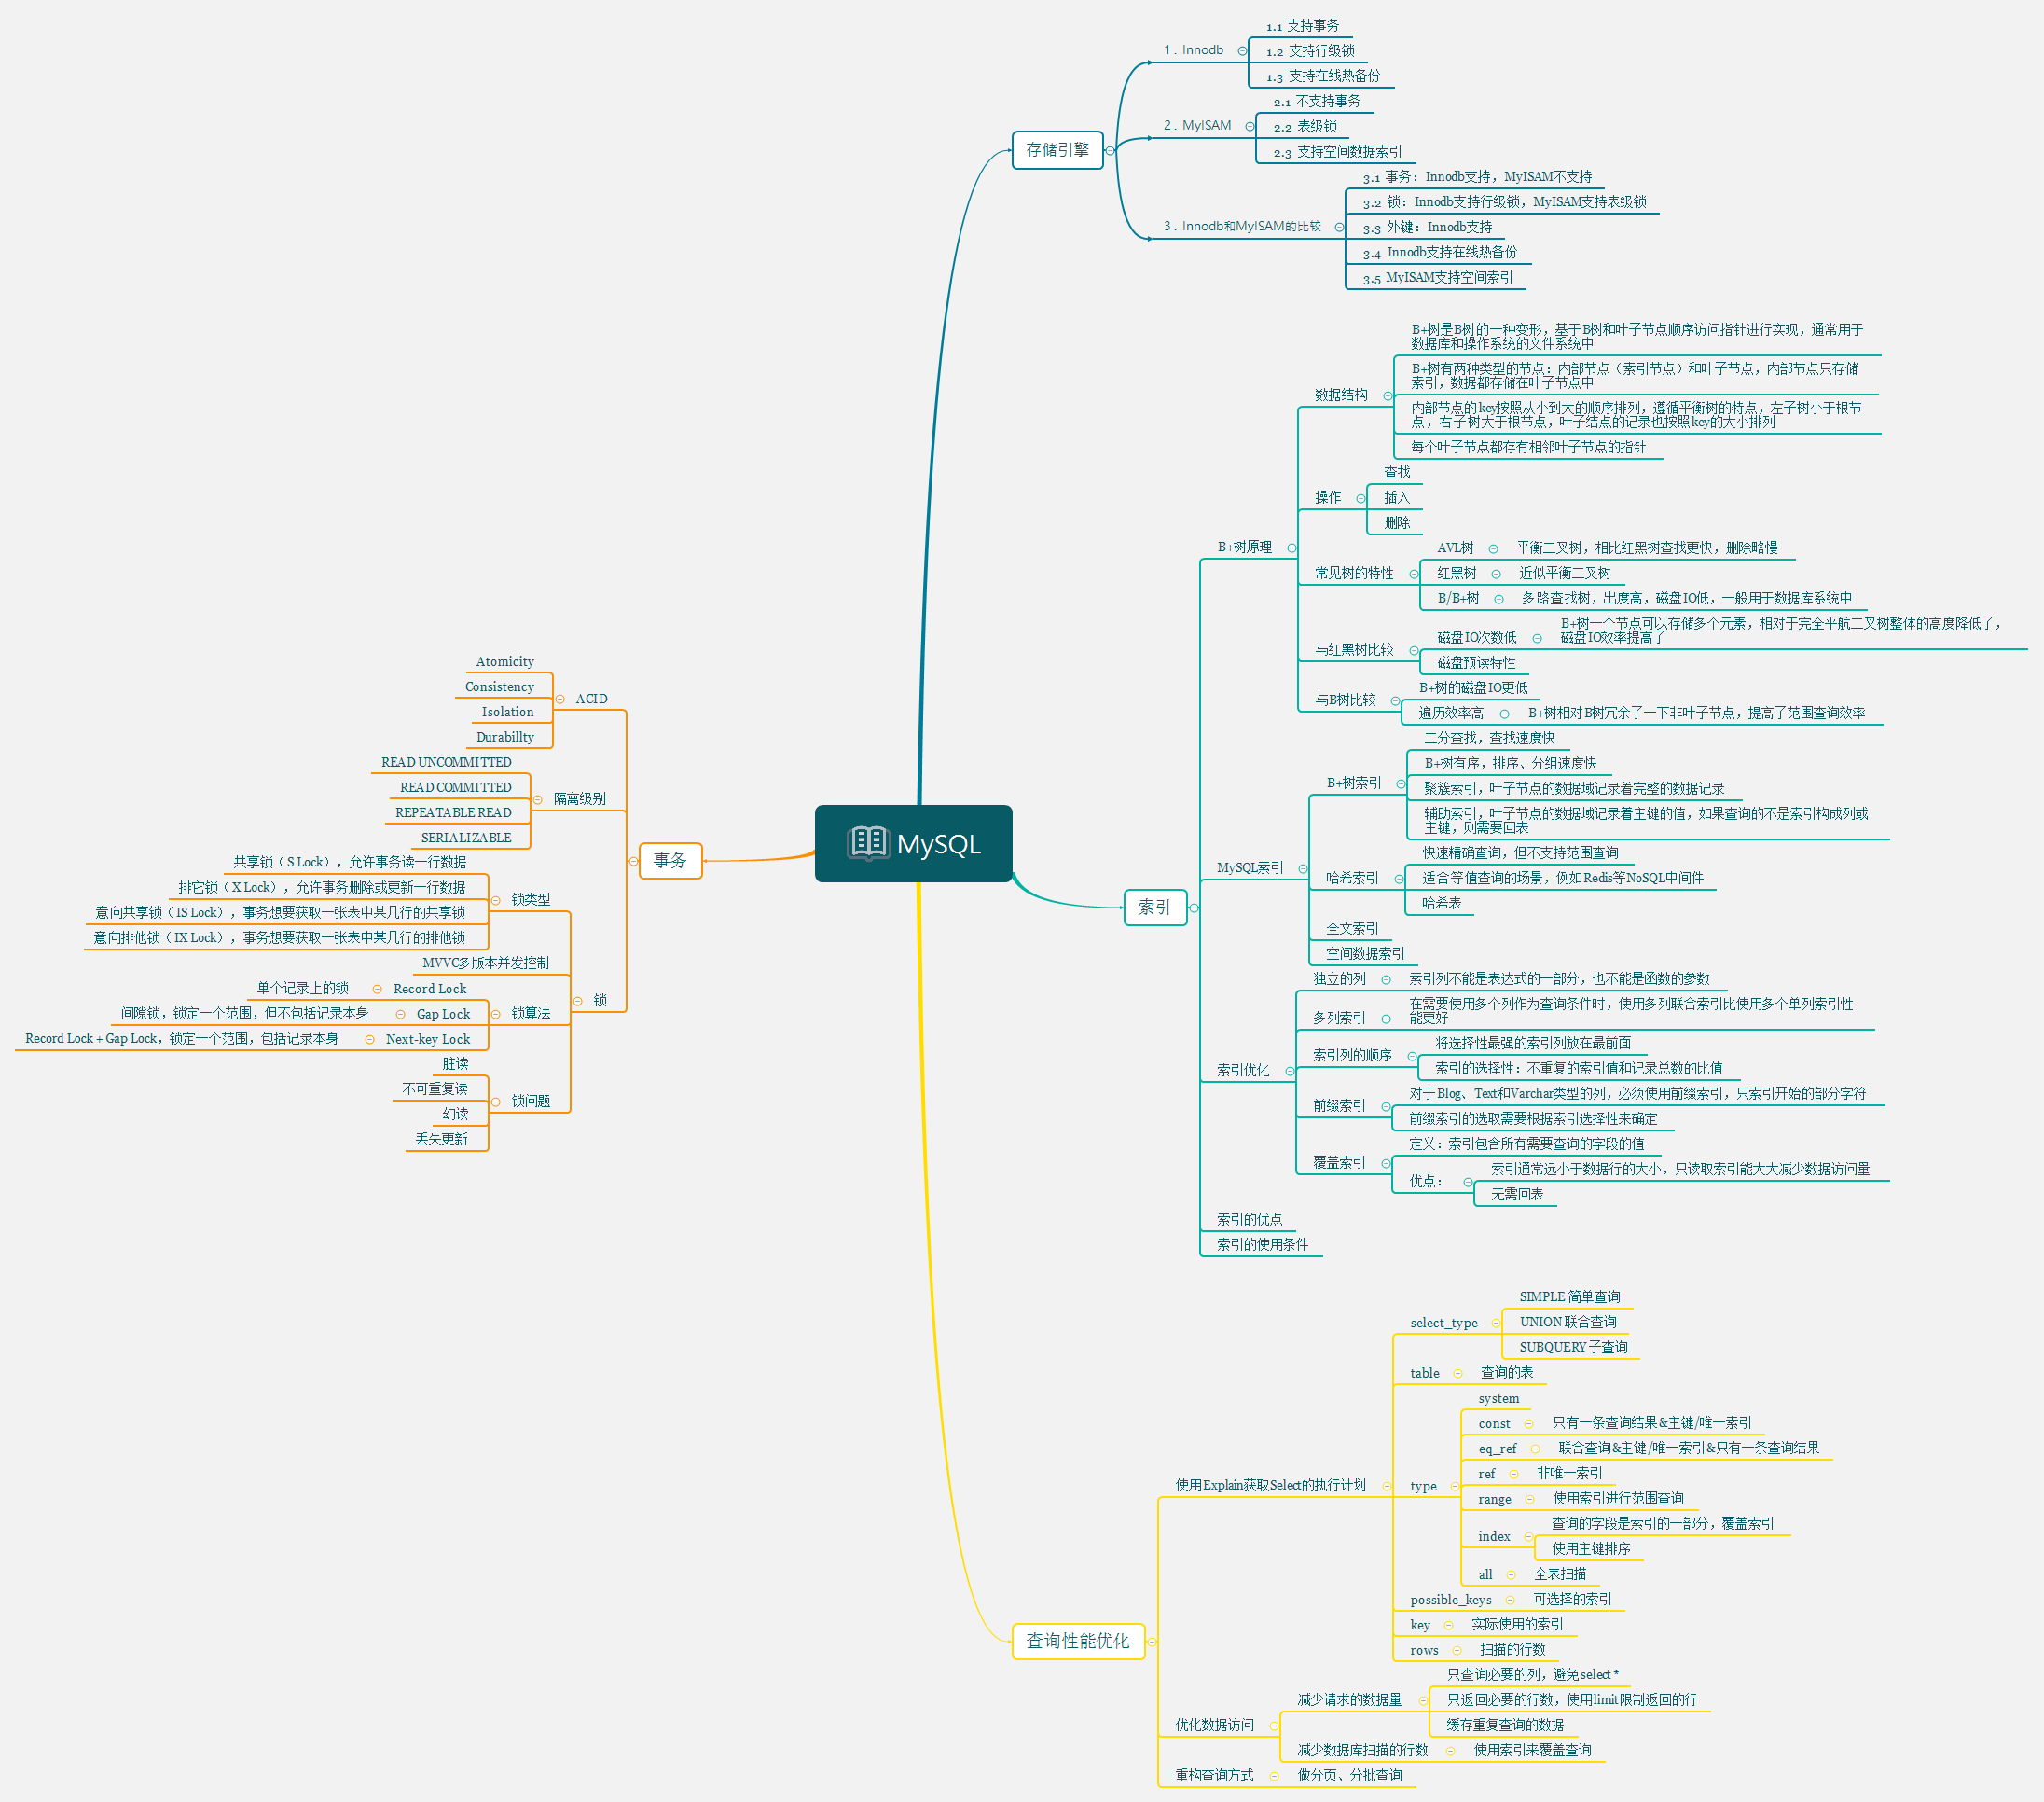 MySQL
存储引擎
1. Innodb
1.1 支持事务
1.2 支持行级锁
1.3 支持在线热备份
2. MyISAM
2.1 不支持事务
2.2 表级锁
2.3 支持空间数据索引
3. Innodb和MyISAM的比较
3.1 事务：Innodb支持，MyISAM不支持
3.2 锁：Innodb支持行级锁，MyISAM支持表级锁
3.3 外键：Innodb支持
3.4 Innodb支持在线热备份
3.5 MyISAM支持空间索引
索引
B+树原理
数据结构
B+树是B树的一种变形，基于B树和叶子节点顺序访问指针进行实现，通常用于
数据库和操作系统的文件系统中
B+树有两种类型的节点：内部节点（索引节点）和叶子节点，内部节点只存储
索引，数据都存储在叶子节点中
内部节点的key按照从小到大的顺序排列，遵循平衡树的特点，左子树小于根节
点，右子树大于根节点，叶子结点的记录也按照key的大小排列
每个叶子节点都存有相邻叶子节点的指针
操作
查找
插入
删除
常见树的特性
AVL树
平衡二叉树，相比红黑树查找更快，删除略慢
红黑树
近似平衡二叉树
B/B+树
多路查找树，出度高，磁盘IO低，一般用于数据库系统中
与红黑树比较
磁盘IO次数低
B+树一个节点可以存储多个元素，相对于完全平航二叉树整体的高度降低了，
磁盘IO效率提高了
磁盘预读特性
与B树比较
B+树的磁盘IO更低
遍历效率高
B+树相对B树冗余了一下非叶子节点，提高了范围查询效率
MySQL索引
B+树索引
二分查找，查找速度快
B+树有序，排序、分组速度快
聚簇索引，叶子节点的数据域记录着完整的数据记录
辅助索引，叶子节点的数据域记录着主键的值，如果查询的不是索引构成列或
主键，则需要回表
哈希索引
快速精确查询，但不支持范围查询
适合等值查询的场景，例如Redis等NoSQL中间件
哈希表
全文索引
空间数据索引
索引优化
独立的列
索引列不能是表达式的一部分，也不能是函数的参数
多列索引
在需要使用多个列作为查询条件时，使用多列联合索引比使用多个单列索引性
能更好
索引列的顺序
将选择性最强的索引列放在最前面
索引的选择性：不重复的索引值和记录总数的比值
前缀索引
对于Blog、Text和Varchar类型的列，必须使用前缀索引，只索引开始的部分字符
前缀索引的选取需要根据索引选择性来确定
覆盖索引
定义：索引包含所有需要查询的字段的值
优点：
索引通常远小于数据行的大小，只读取索引能大大减少数据访问量
无需回表
索引的优点
索引的使用条件
查询性能优化
使用Explain获取Select的执行计划
select_type
SIMPLE 简单查询
UNION 联合查询
SUBQUERY 子查询
table
查询的表
type
system
const
只有一条查询结果&主键/唯一索引
eq_ref
联合查询&主键/唯一索引&只有一条查询结果
ref
非唯一索引
range
使用索引进行范围查询
index
查询的字段是索引的一部分，覆盖索引
使用主键排序
all
全表扫描
possible_keys
可选择的索引
key
实际使用的索引
rows
扫描的行数
优化数据访问
减少请求的数据量
只查询必要的列，避免select *
只返回必要的行数，使用limit限制返回的行
缓存重复查询的数据
减少数据库扫描的行数
使用索引来覆盖查询
重构查询方式
做分页、分批查询
事务
ACID
Atomicity
Consistency
Isolation
Durabillty
隔离级别
READ UNCOMMITTED
READ COMMITTED
REPEATABLE READ
SERIALIZABLE
锁
锁类型
共享锁（S Lock），允许事务读一行数据
排它锁（X Lock），允许事务删除或更新一行数据
意向共享锁（IS Lock），事务想要获取一张表中某几行的共享锁
意向排他锁（IX Lock），事务想要获取一张表中某几行的排他锁
MVVC多版本并发控制
锁算法
Record Lock
单个记录上的锁
Gap Lock
间隙锁，锁定一个范围，但不包括记录本身
Next-key Lock
Record Lock + Gap Lock，锁定一个范围，包括记录本身
锁问题
脏读
不可重复读
幻读
丢失更新